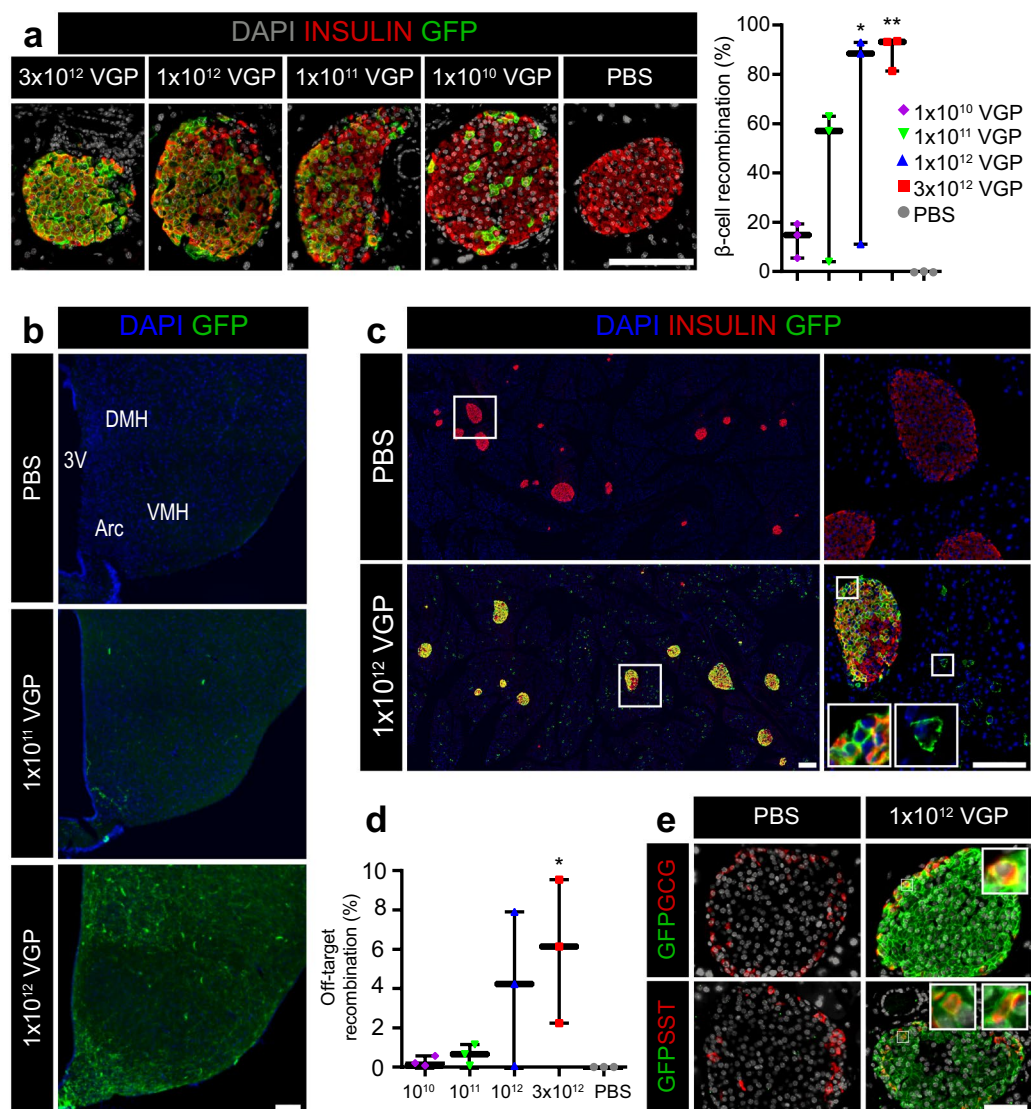 a
DAPI INSULIN GFP
3x10¹² VGP 1x10¹² VGP 1x10¹¹ VGP 1x10¹⁰ VGP PBS
β-cell recombination (%)
100
80
60
40
20
0
*
**
1x10¹⁰ VGP
1x10¹¹ VGP
1x10¹² VGP
3x10¹² VGP
PBS
b
DAPI GFP
PBS
DMH
3V
VMH
Arc
1x10¹¹ VGP
1x10¹² VGP
c
DAPI INSULIN GFP
PBS
1x10¹² VGP
d
Off-target
recombination (%)
10
8
6
4
2
0
*
10¹⁰ 10¹¹ 10¹² 3x10¹² PBS
e
PBS 1x10¹² VGP
GFPGCG
GFPSST